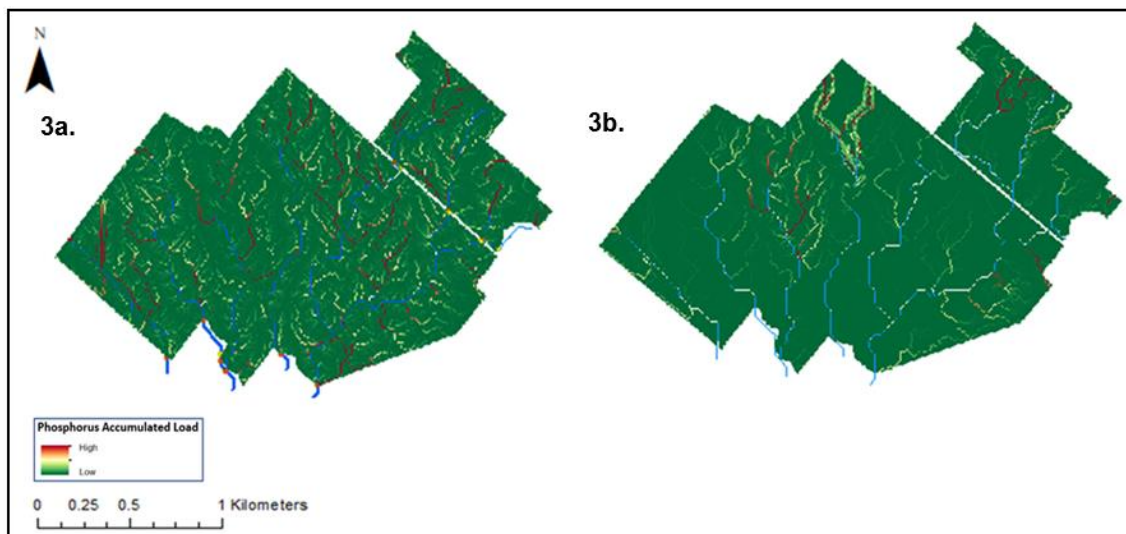 N
3a.
3b.
Phosphorus Accumulated Load
High
Low
0 0.25 0.5 1 Kilometers